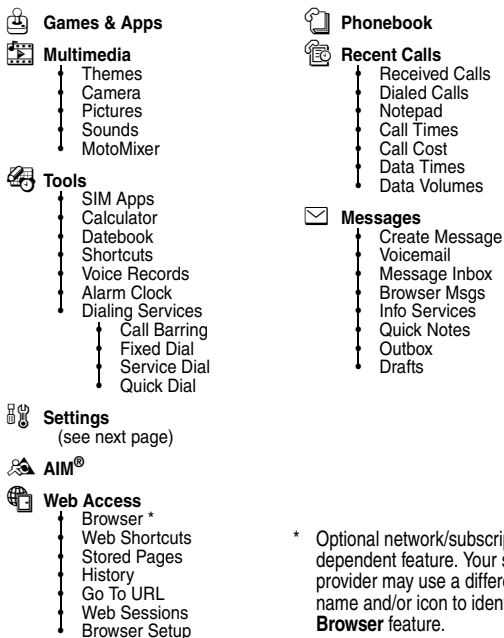 Games & Apps
Multimedia
Themes
Camera
Pictures
Sounds
MotoMixer
Tools
SIM Apps
Calculator
Datebook
Shortcuts
Voice Records
Alarm Clock
Dialing Services
Call Barring
Fixed Dial
Service Dial
Quick Dial
Settings
(see next page)
AIM®
Web Access
Browser *
Web Shortcuts
Stored Pages
History
Go To URL
Web Sessions
Browser Setup
Phonebook
Recent Calls
Received Calls
Dialed Calls
Notepad
Call Times
Call Cost
Data Times
Data Volumes
Messages
Create Message
Voicemail
Message Inbox
Browser Msgs
Info Services
Quick Notes
Outbox
Drafts
* Optional network/subscrip
dependent feature. Your s
provider may use a differe
name and/or icon to ident
Browser feature.